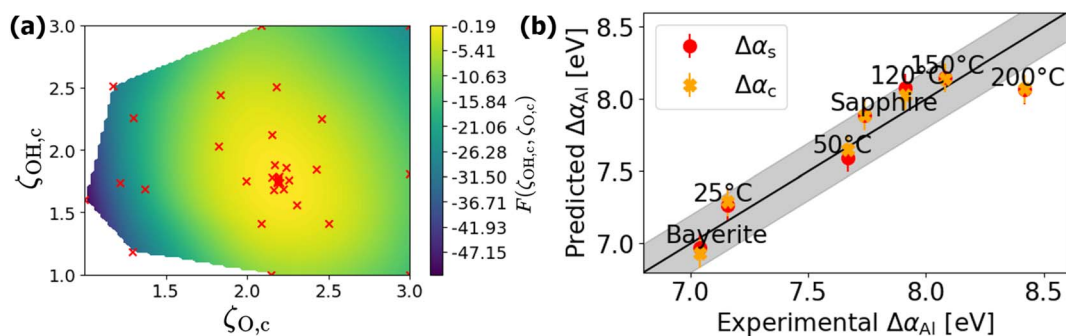 (a)
3.0
2.5
2.0
1.5
1.0
ζOH,c
1.5
2.0
2.5
3.0
ζO,c
-0.19
-5.41
-10.63
-15.84
-21.06
-26.28
-31.50
-36.72
-41.93
-47.15
F(ζOH,c, ζO,c)
(b)
Δαs
Δαc
8.5
8.0
7.5
7.0
Predicted ΔαAl [eV]
150°C
120°C
200°C
Sapphire
50°C
25°C
Bayerite
7.0
7.5
8.0
8.5
Experimental ΔαAl [eV]